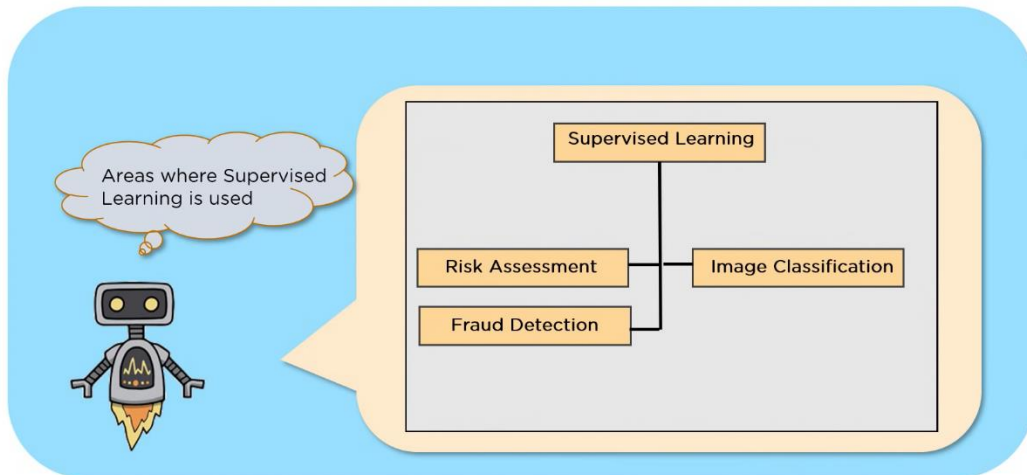 Supervised Learning
Areas where Supervised
Learning is used
Risk Assessment
Image Classification
Fraud Detection